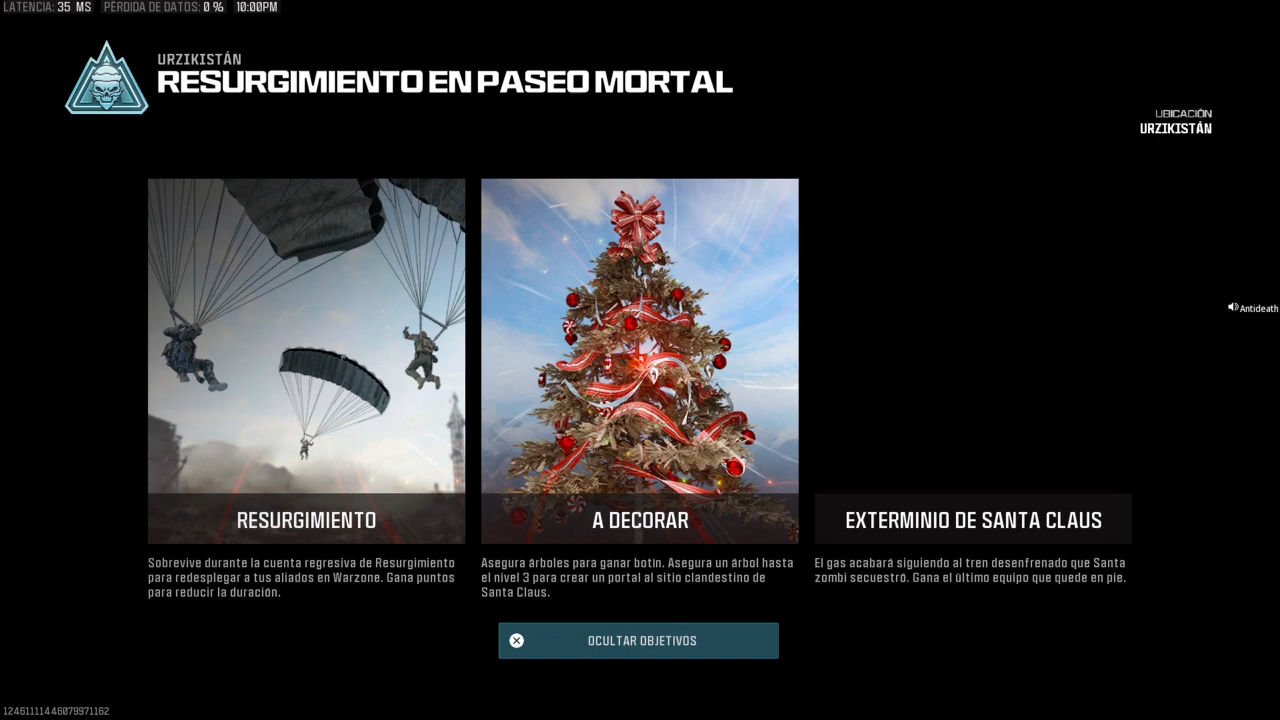 LATENCIA: 35 MS PÉRDIDA DE DATOS: 0 % 10:00PM
URZIKISTÁN
RESURGIMIENTO EN PASEO MORTAL
UBICACIÓN
URZIKISTÁN
Antideath
RESURGIMIENTO
Sobrevive durante la cuenta regresiva de Resurgimiento
para redesplegar a tus aliados en Warzone. Gana puntos
para reducir la duración.
A DECORAR
Asegura árboles para ganar botín. Asegura un árbol hasta
el nivel 3 para crear un portal al sitio clandestino de
Santa Claus.
EXTERMINIO DE SANTA CLAUS
El gas acabará siguiendo al tren desenfrenado que Santa
zombi secuestró. Gana el último equipo que quede en pie.
OCULTAR OBJETIVOS
12461111446079971162